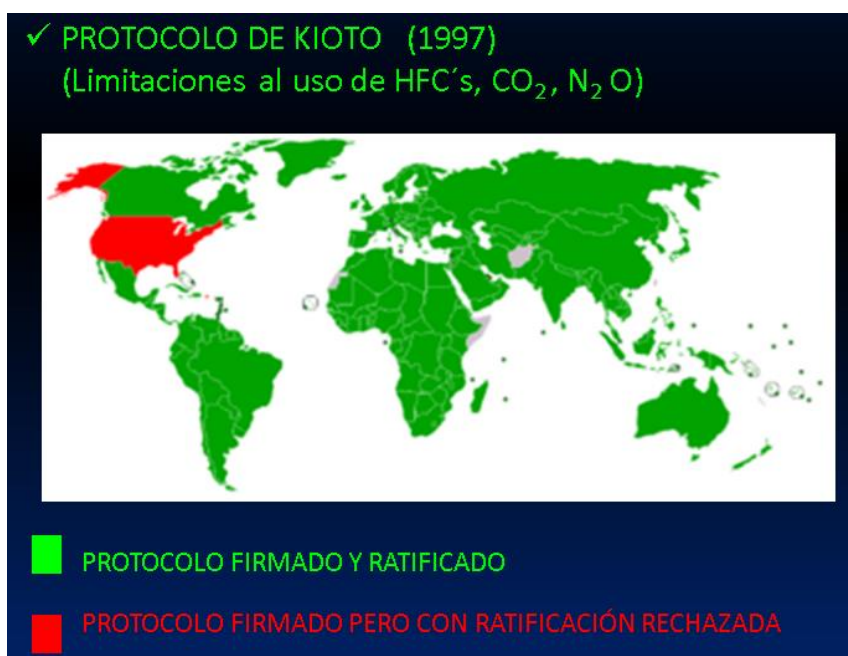 ✓ PROTOCOLO DE KIOTO (1997)
(Limitaciones al uso de HFC´s, CO₂, N₂ O)
PROTOCOLO FIRMADO Y RATIFICADO
PROTOCOLO FIRMADO PERO CON RATIFICACIÓN RECHAZADA